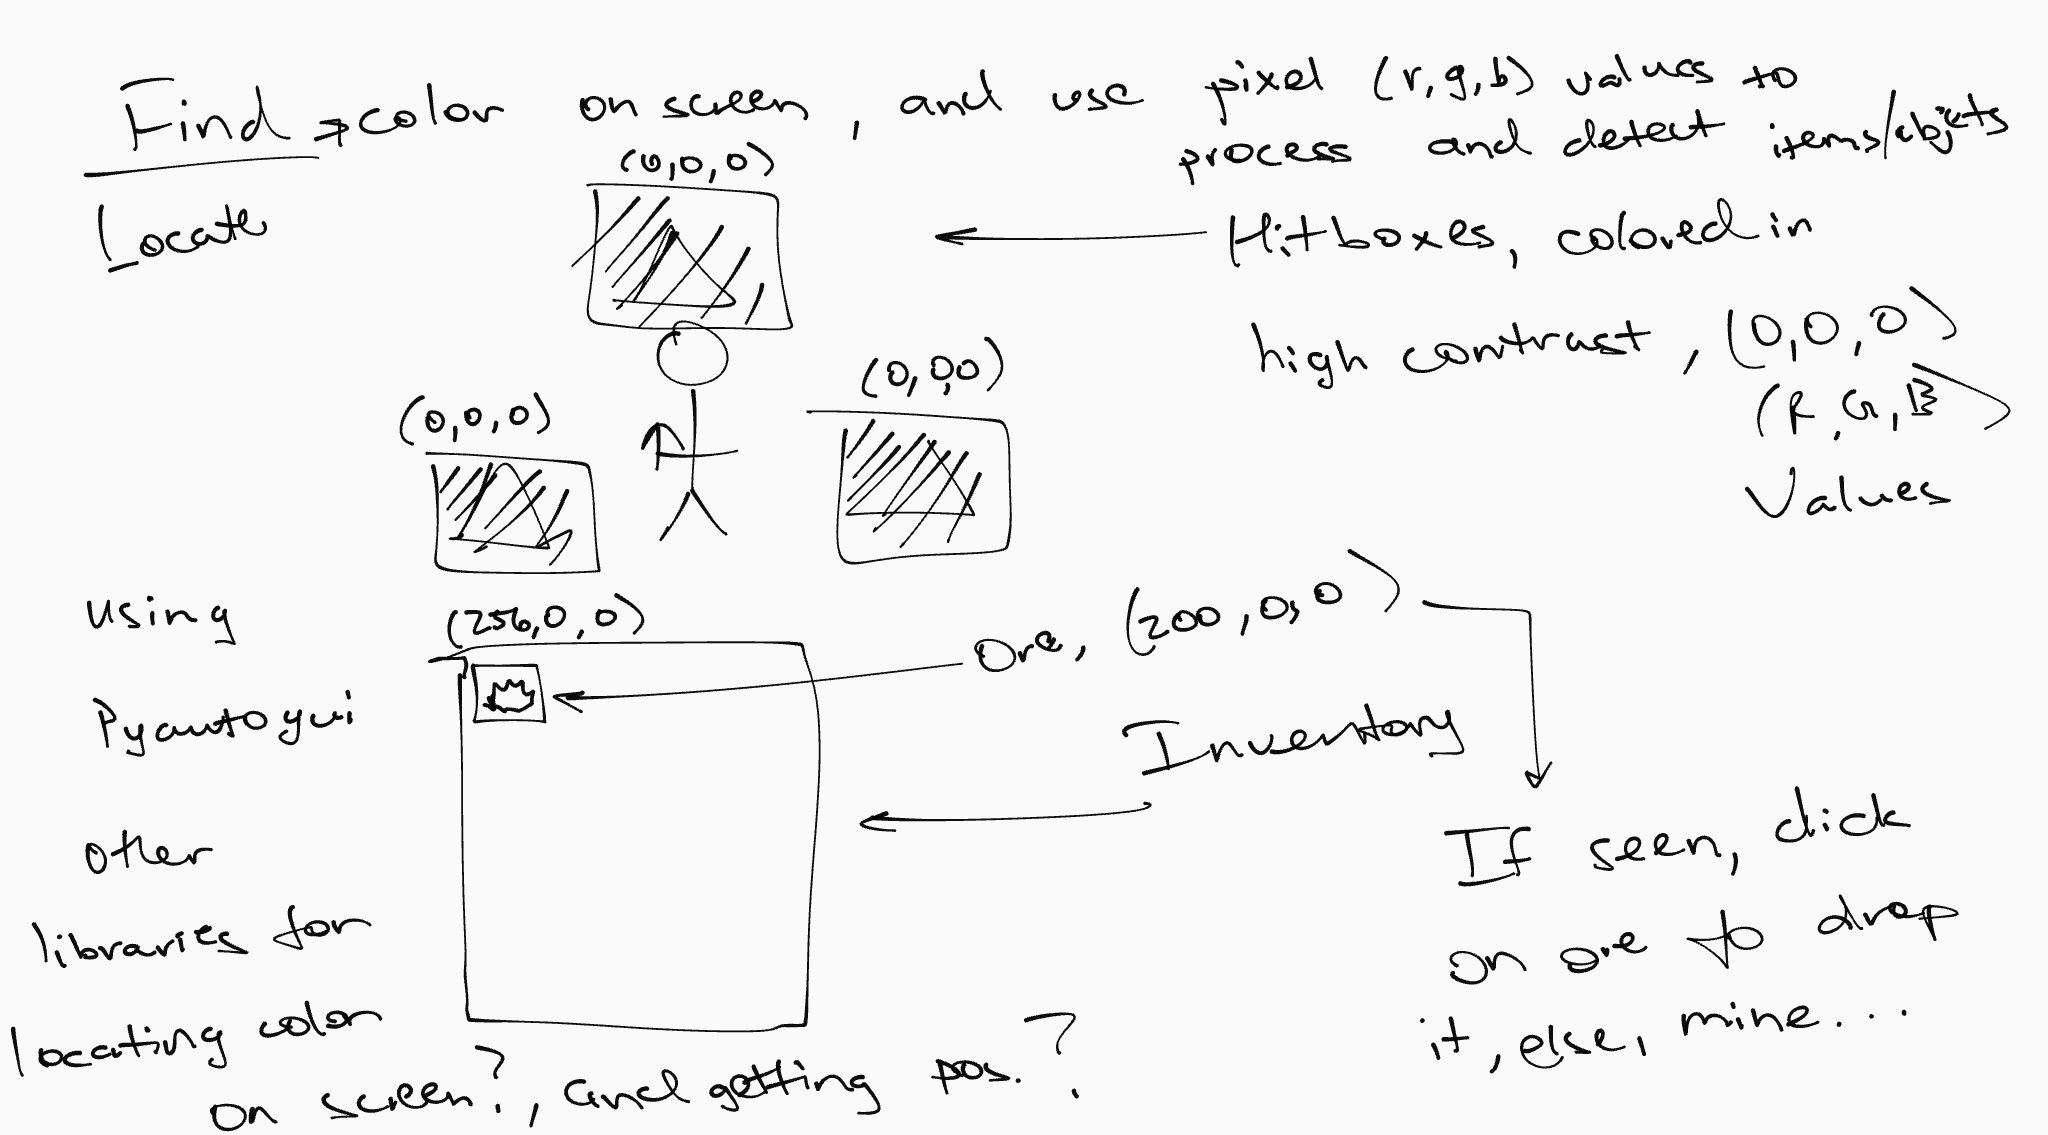 Find → color on screen, and use pixel (r,g,b) values to
process and detect items/objects
Locate
(0,0,0)
Hitboxes, colored in
high contrast, (0,0,0)
(R,G,B)
Values
(0,0,0)
(0,0,0)
using
Pyautogui
other
libraries for
locating color
on screen?, and getting pos.?
(256,0,0)
Ore, (200,0,0)
Inventory
If seen, click
on ore to drop
it, else, mine...